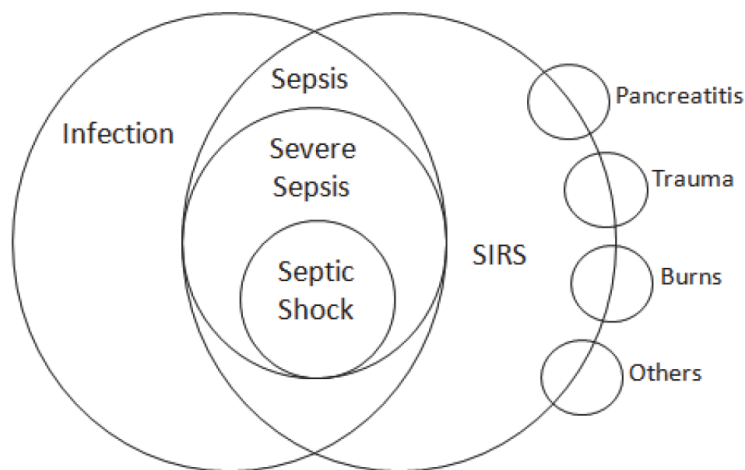 Sepsis
Pancreatitis
Infection
Severe
Sepsis
Trauma
SIRS
Septic
Shock
Burns
Others